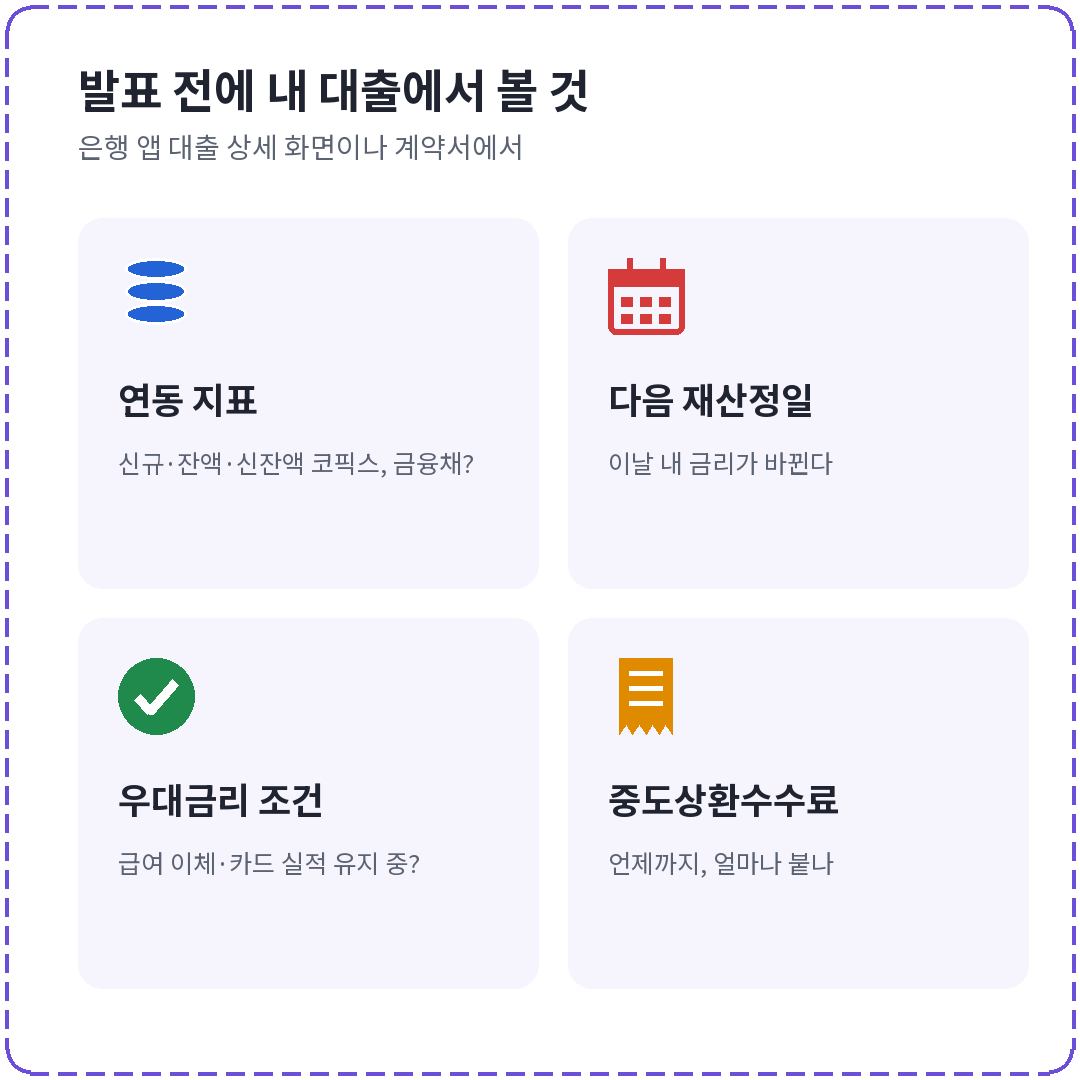 발표 전에 내 대출에서 볼 것
은행 앱 대출 상세 화면이나 계약서에서
연동 지표
신규·잔액·신잔액 코픽스, 금융채?
다음 재산정일
이날 내 금리가 바뀐다
우대금리 조건
급여 이체·카드 실적 유지 중?
중도상환수수료
언제까지, 얼마나 붙나